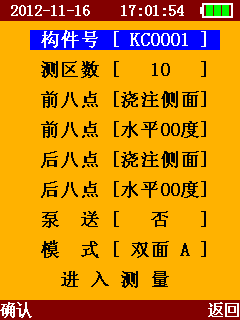 2012-11-16 17:01:54
构件号 [ KC0001 ]
测区数 [ 10 ]
前八点 [浇注侧面]
前八点 [水平00度]
后八点 [浇注侧面]
后八点 [水平00度]
泵 送 [ 否 ]
模 式 [ 双面 A ]
进 入 测 量
确认 返回